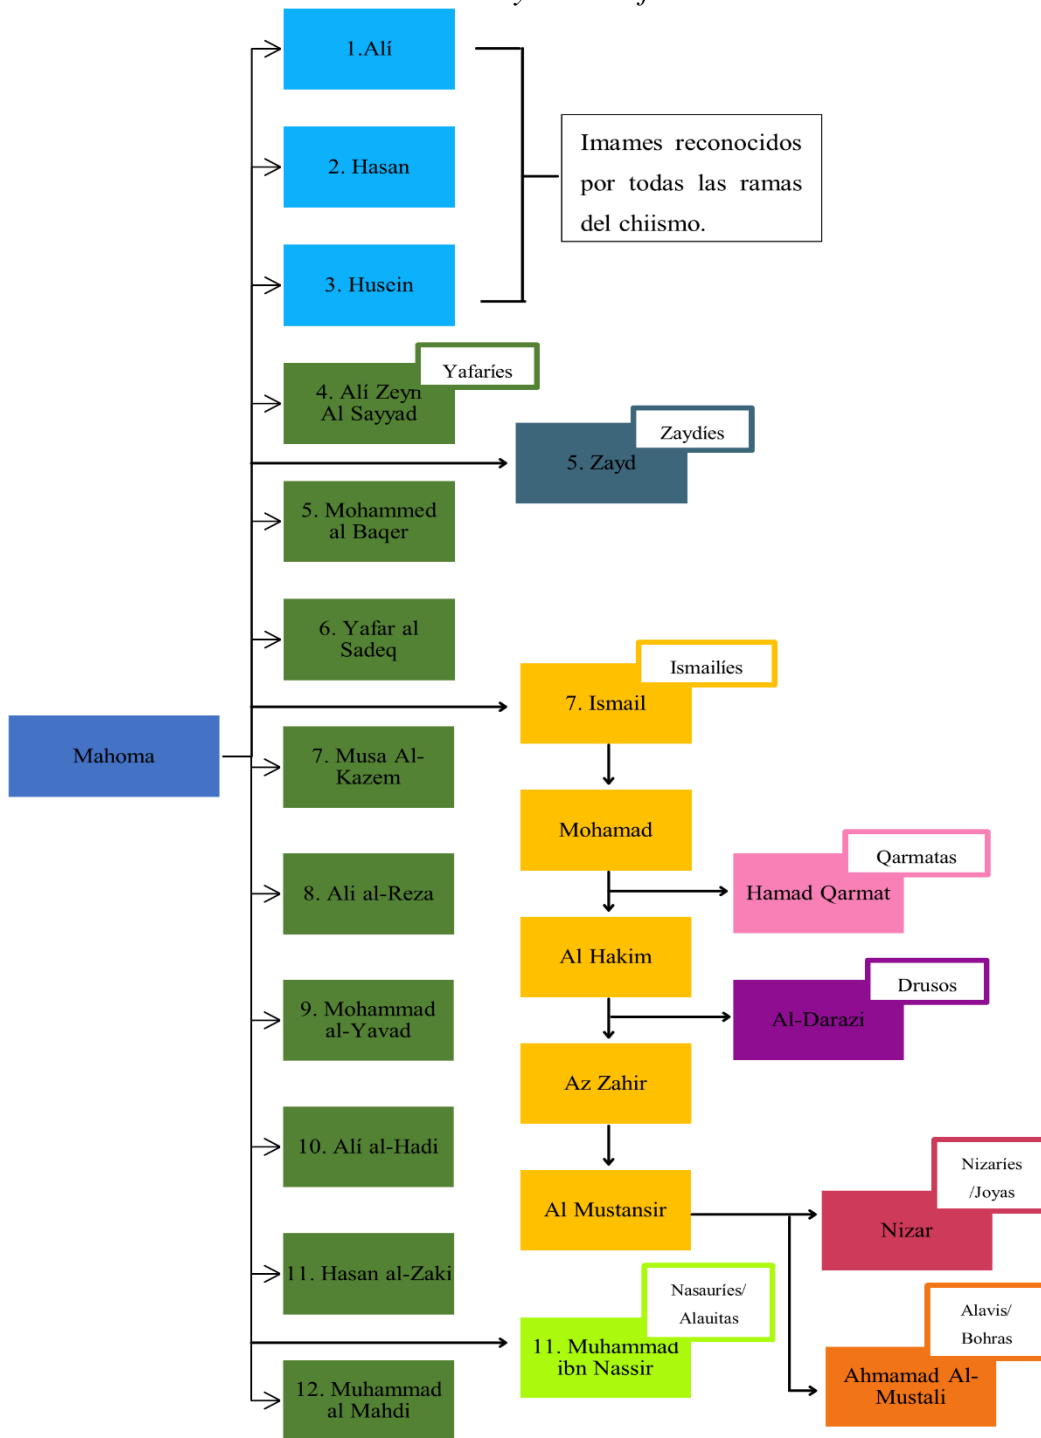 1.Alí
2. Hasan
3. Husein
Imames reconocidos
por todas las ramas
del chiismo.
Yafaríes
4. Alí Zeyn
Al Sayyad
Zaydíes
5. Zayd
5. Mohammed
al Baqer
6. Yafar al
Sadeq
Ismailíes
7. Ismail
Mahoma
7. Musa Al-
Kazem
Mohamad
Qarmatas
Hamad Qarmat
8. Ali al-Reza
Al Hakim
Drusos
Al-Darazi
9. Mohammad
al-Yavad
Az Zahir
10. Alí al-Hadi
Al Mustansir
Nizaríes
/Joyas
Nizar
11. Hasan al-Zaki
Nasauríes/
Alauitas
11. Muhammad
ibn Nassir
Alavis/
Bohras
Ahmamad Al-
Mustali
12. Muhammad
al Mahdi